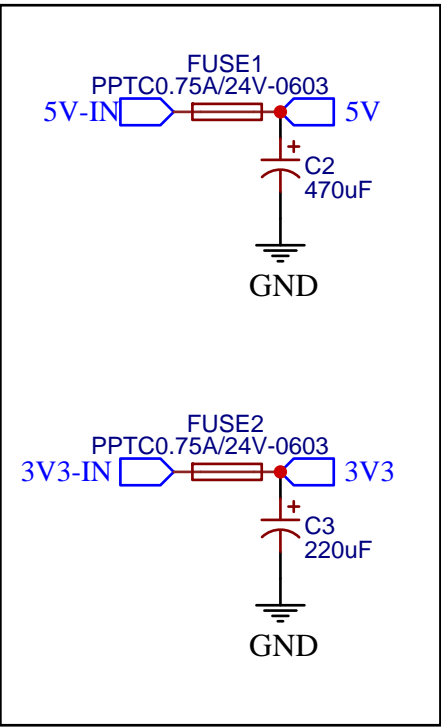 FUSE1
PPTC0.75A/24V-0603
5V-IN 5V
+
C2
470uF
GND
FUSE2
PPTC0.75A/24V-0603
3V3-IN 3V3
+
C3
220uF
GND